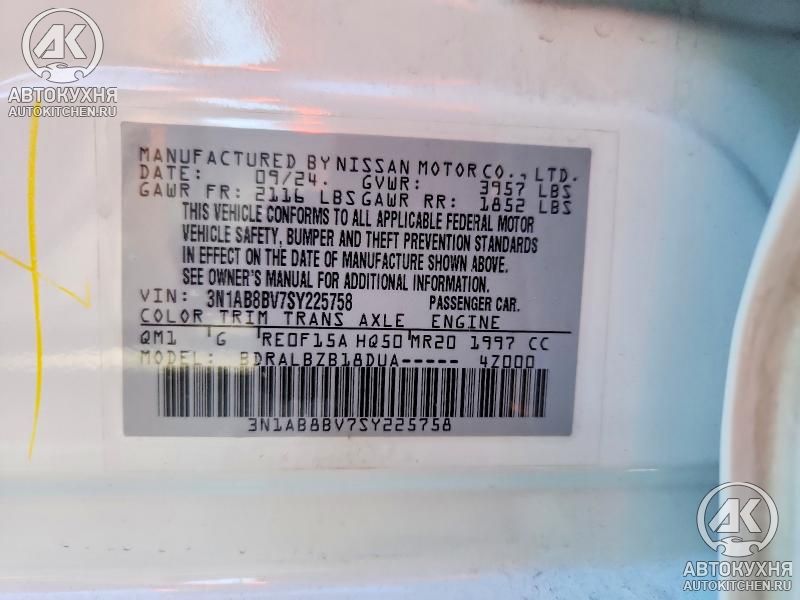 AK
АВТОКУХНЯ
AUTOKITCHEN.RU
MANUFACTURED BY NISSAN MOTOR CO., LTD.
DATE: 09/24. GVWR: 3957 LBS
GAWR FR: 2116 LBS GAWR RR: 1852 LBS
THIS VEHICLE CONFORMS TO ALL APPLICABLE FEDERAL MOTOR
VEHICLE SAFETY, BUMPER AND THEFT PREVENTION STANDARDS
IN EFFECT ON THE DATE OF MANUFACTURE SHOWN ABOVE.
SEE OWNER'S MANUAL FOR ADDITIONAL INFORMATION.
VIN: 3N1AB8BV7SY225758 PASSENGER CAR.
COLOR TRIM TRANS AXLE ENGINE
QM1 G RE0F15A HQ50 MR20 1997 CC
MODEL: BDRALBZB18DUA----- 4Z000
3N1AB8BV7SY225758
AK
АВТОКУХНЯ
AUTOKITCHEN.RU